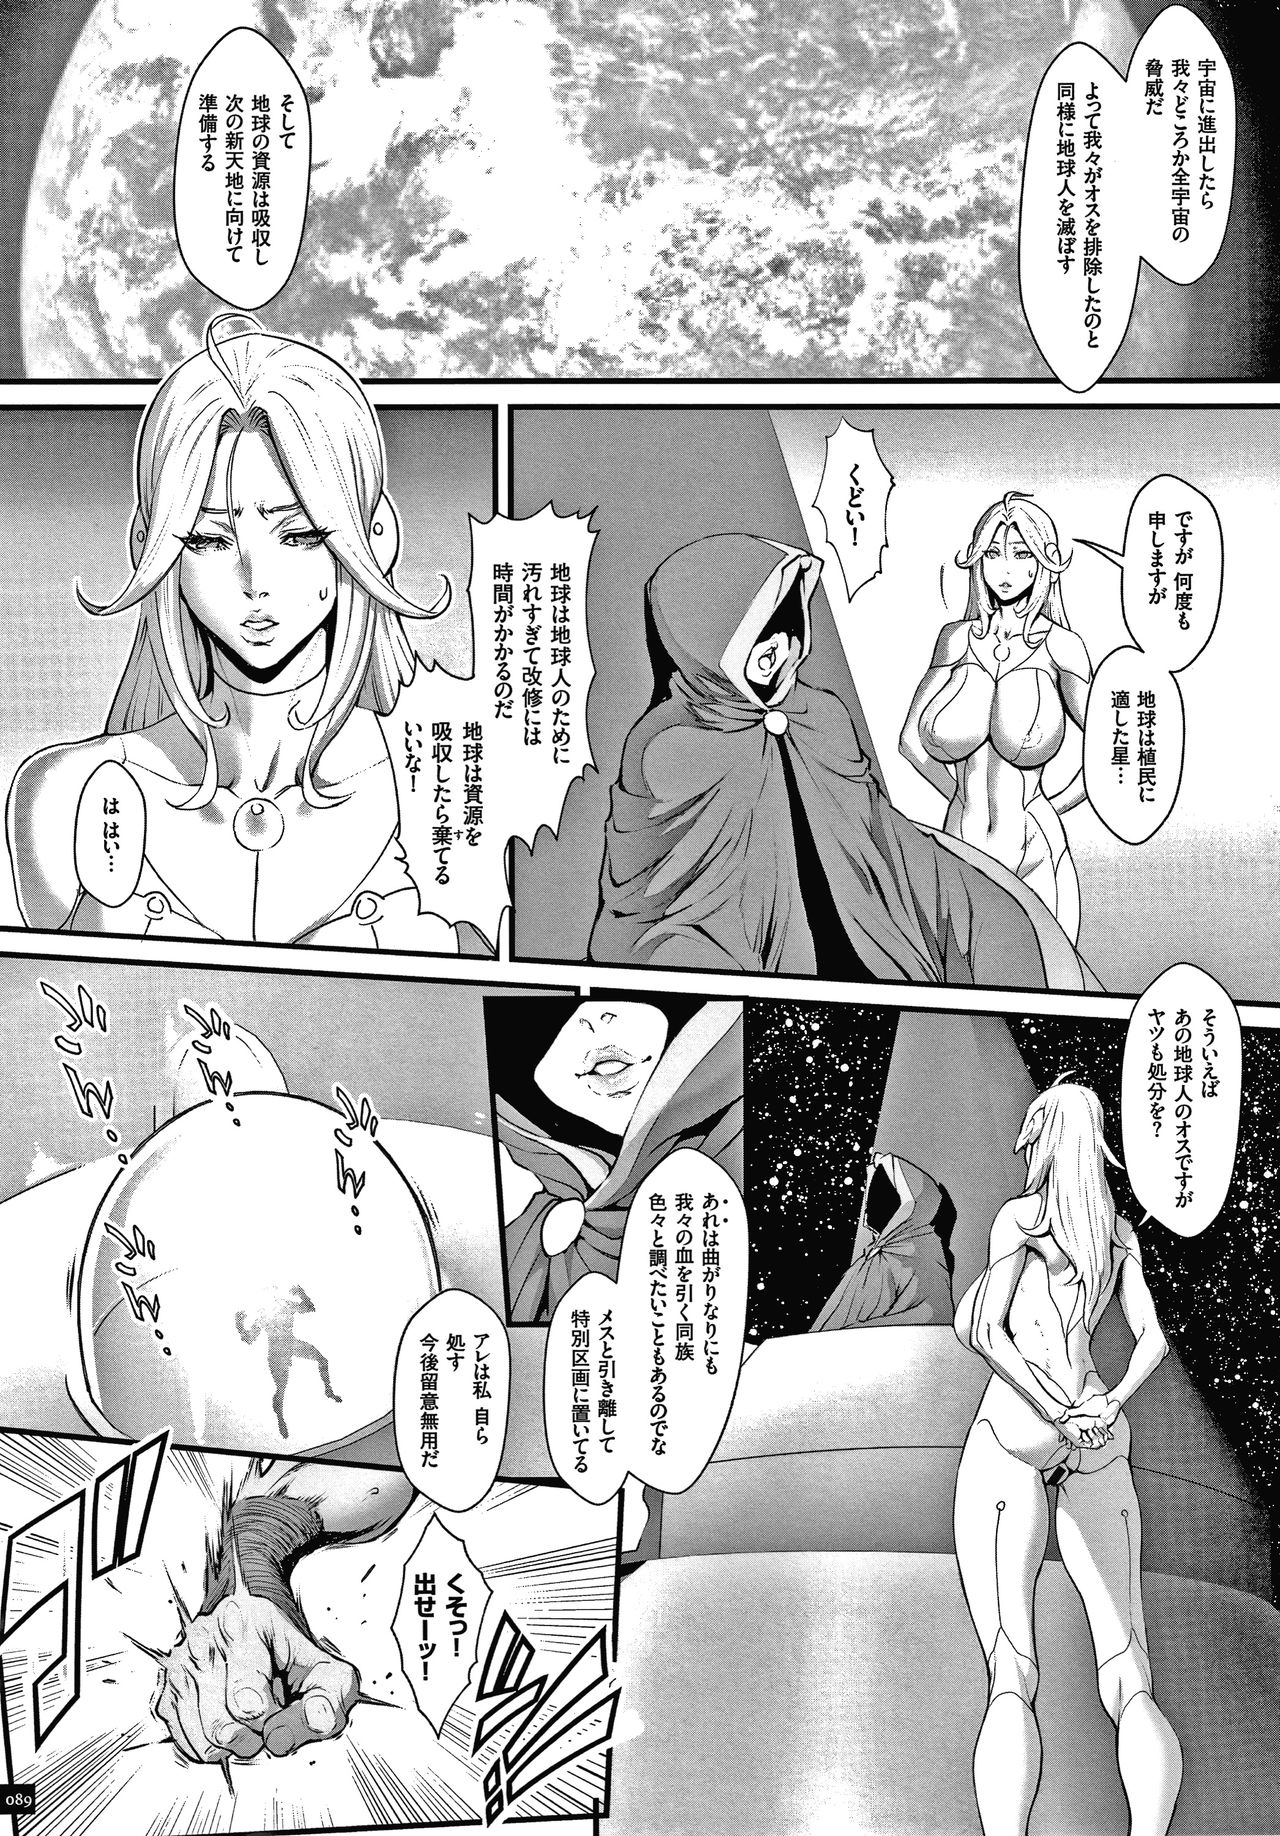 宇宙に進出したら
我々どころか全宇宙の
脅威だ
よって我々がオスを排除したのと
同様に地球人を滅ぼす
そして
地球の資源は吸収し
次の新天地に向けて
準備する
ですが 何度も
申しますが
地球は植民に
適した星…
くどい！
地球は地球人のために
汚れすぎて改修には
時間がかかるのだ
地球は資源を
吸収したら棄てる
す
いいな！
は はい…
そういえば
あの地球人のオスですが
ヤツも処分を？
あれは曲がりなりにも
我々の血を引く同族
色々と調べたいこともあるのでな
メスと引き離して
特別区画に置いてる
アレは私 自ら
処す
今後留意無用だ
くそっ！
出せーッ！
089